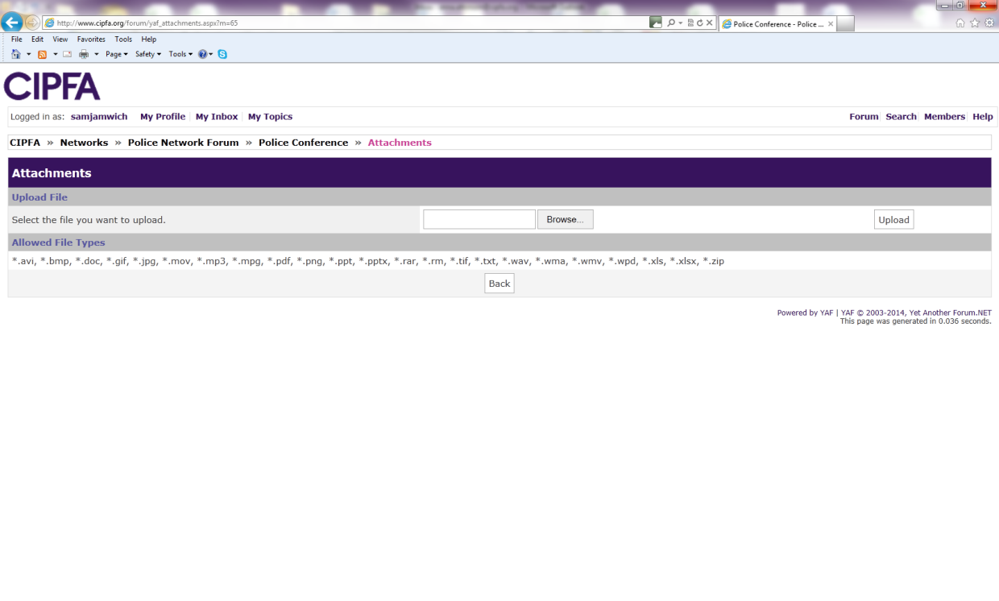 http://www.cipfa.org/forum/yaf_attachments.aspx?m=65
Police Conference - Police ...
File Edit View Favorites Tools Help
Page Safety Tools
CIPFA
Logged in as: samjamwich My Profile My Inbox My Topics Forum Search Members Help
CIPFA » Networks » Police Network Forum » Police Conference » Attachments
Attachments
Upload File
Select the file you want to upload. Browse... Upload
Allowed File Types
*.avi, *.bmp, *.doc, *.gif, *.jpg, *.mov, *.mp3, *.mpg, *.pdf, *.png, *.ppt, *.pptx, *.rar, *.rm, *.tif, *.txt, *.wav, *.wma, *.wmv, *.wpd, *.xls, *.xlsx, *.zip
Back
Powered by YAF | YAF © 2003-2014, Yet Another Forum.NET
This page was generated in 0.036 seconds.